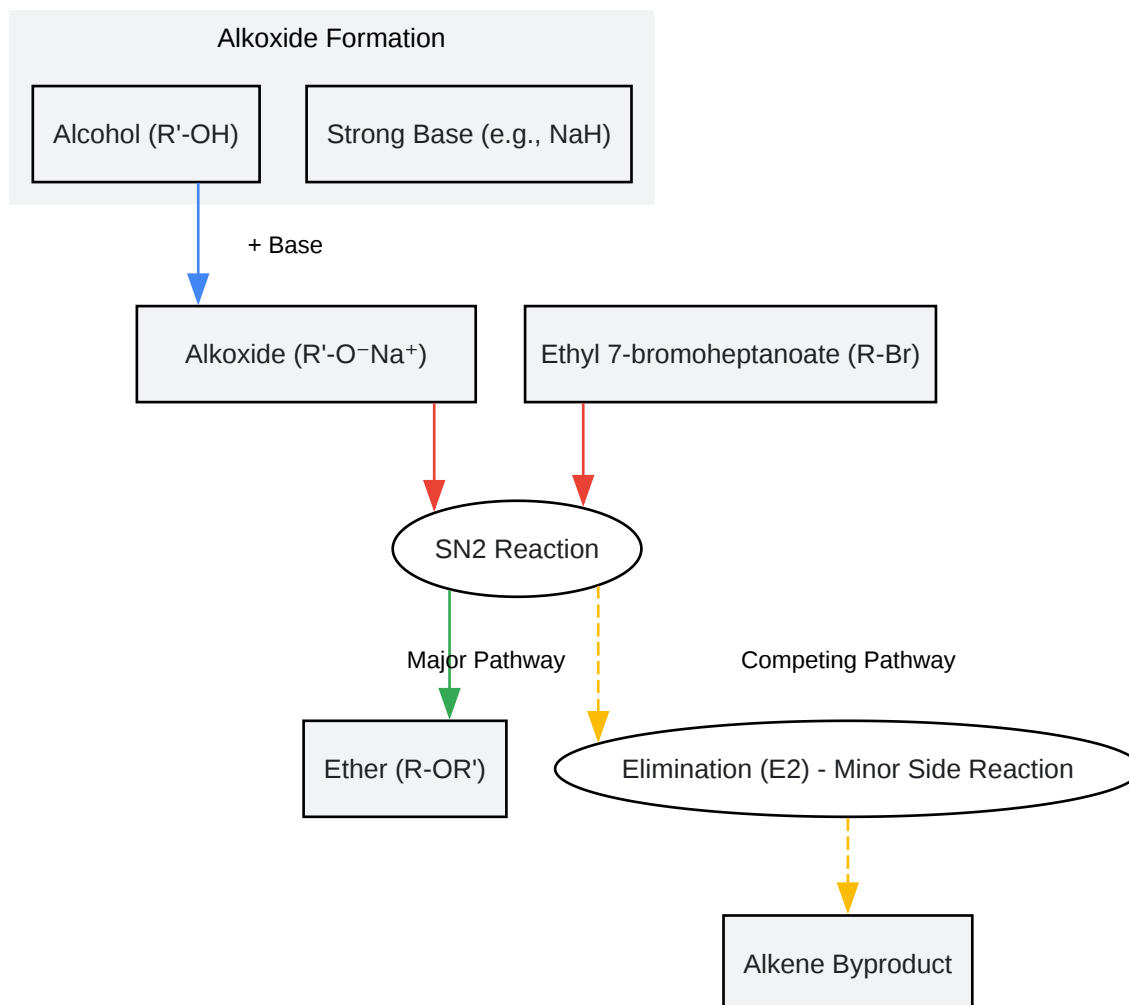 Alkoxide Formation
Alcohol (R'-OH)
Strong Base (e.g., NaH)
+ Base
Alkoxide (R'-O⁻Na⁺)
Ethyl 7-bromoheptanoate (R-Br)
SN2 Reaction
Major Pathway
Competing Pathway
Ether (R-OR')
Elimination (E2) - Minor Side Reaction
Alkene Byproduct